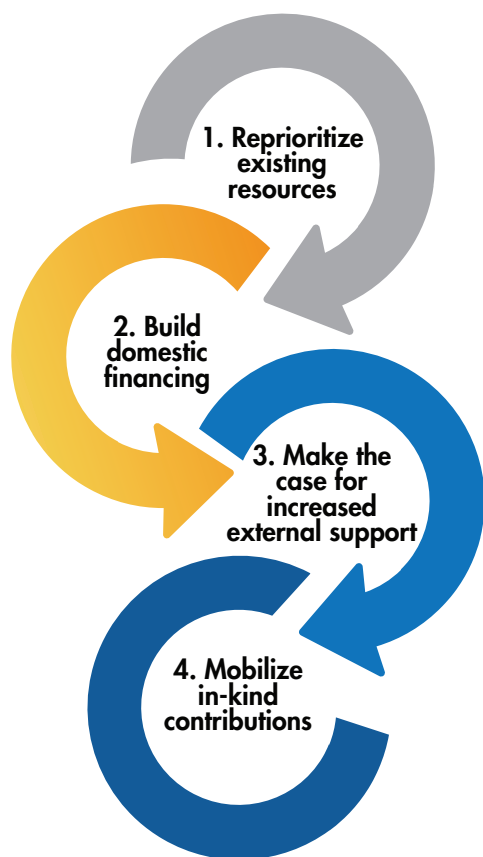 1. Reprioritize
existing
resources
2. Build
domestic
financing
3. Make the
case for
increased
external support
4. Mobilize
in-kind
contributions